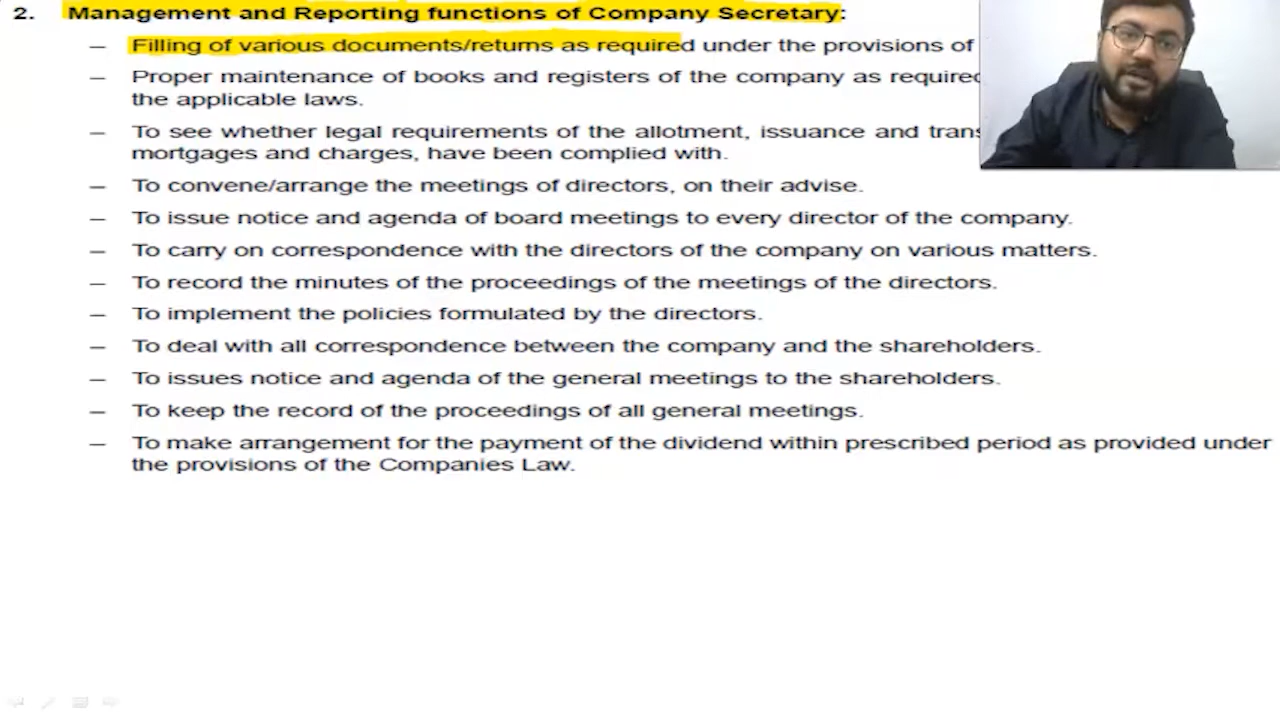 2. Management and Reporting functions of Company Secretary:
– Filling of various documents/returns as required under the provisions of
– Proper maintenance of books and registers of the company as required
the applicable laws.
– To see whether legal requirements of the allotment, issuance and
mortgages and charges, have been complied with.
– To convene/arrange the meetings of directors, on their advise.
– To issue notice and agenda of board meetings to every director of the company.
– To carry on correspondence with the directors of the company on various matters.
– To record the minutes of the proceedings of the meetings of the directors.
– To implement the policies formulated by the directors.
– To deal with all correspondence between the company and the shareholders.
– To issues notice and agenda of the general meetings to the shareholders.
– To keep the record of the proceedings of all general meetings.
– To make arrangement for the payment of the dividend within prescribed period as provided under
the provisions of the Companies Law.